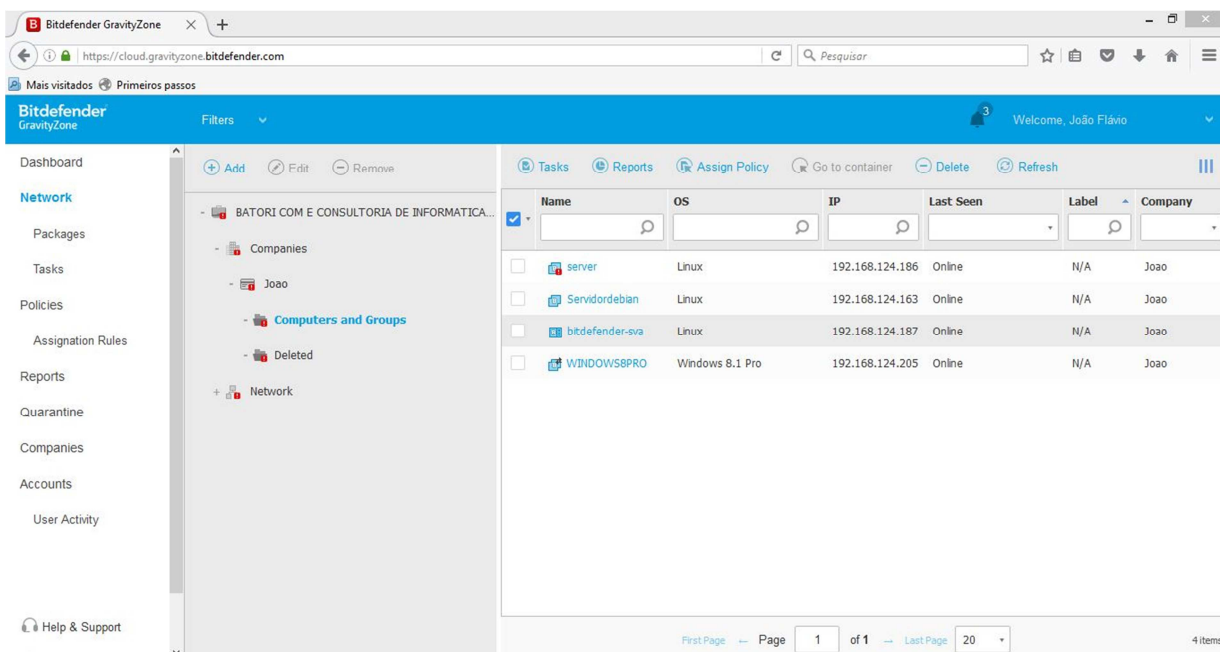 Bitdefender GravityZone
https://cloud.gravityzone.bitdefender.com
Pesquisar
Mais visitados
Primeiros passos
Bitdefender
GravityZone
Filters
3
Welcome, João Flávio
Dashboard
Network
Packages
Tasks
Policies
Assignation Rules
Reports
Quarantine
Companies
Accounts
User Activity
Help & Support
Add Edit Remove
BATORI COM E CONSULTORIA DE INFORMATICA...
Companies
Joao
Computers and Groups
Deleted
Network
Tasks Reports Assign Policy Go to container Delete Refresh
Name OS IP Last Seen Label Company
server Linux 192.168.124.186 Online N/A Joao
Servidordebian Linux 192.168.124.163 Online N/A Joao
bitdefender-sva Linux 192.168.124.187 Online N/A Joao
WINDOWS8PRO Windows 8.1 Pro 192.168.124.205 Online N/A Joao
First Page ← Page 1 of 1 → Last Page 20 4 items